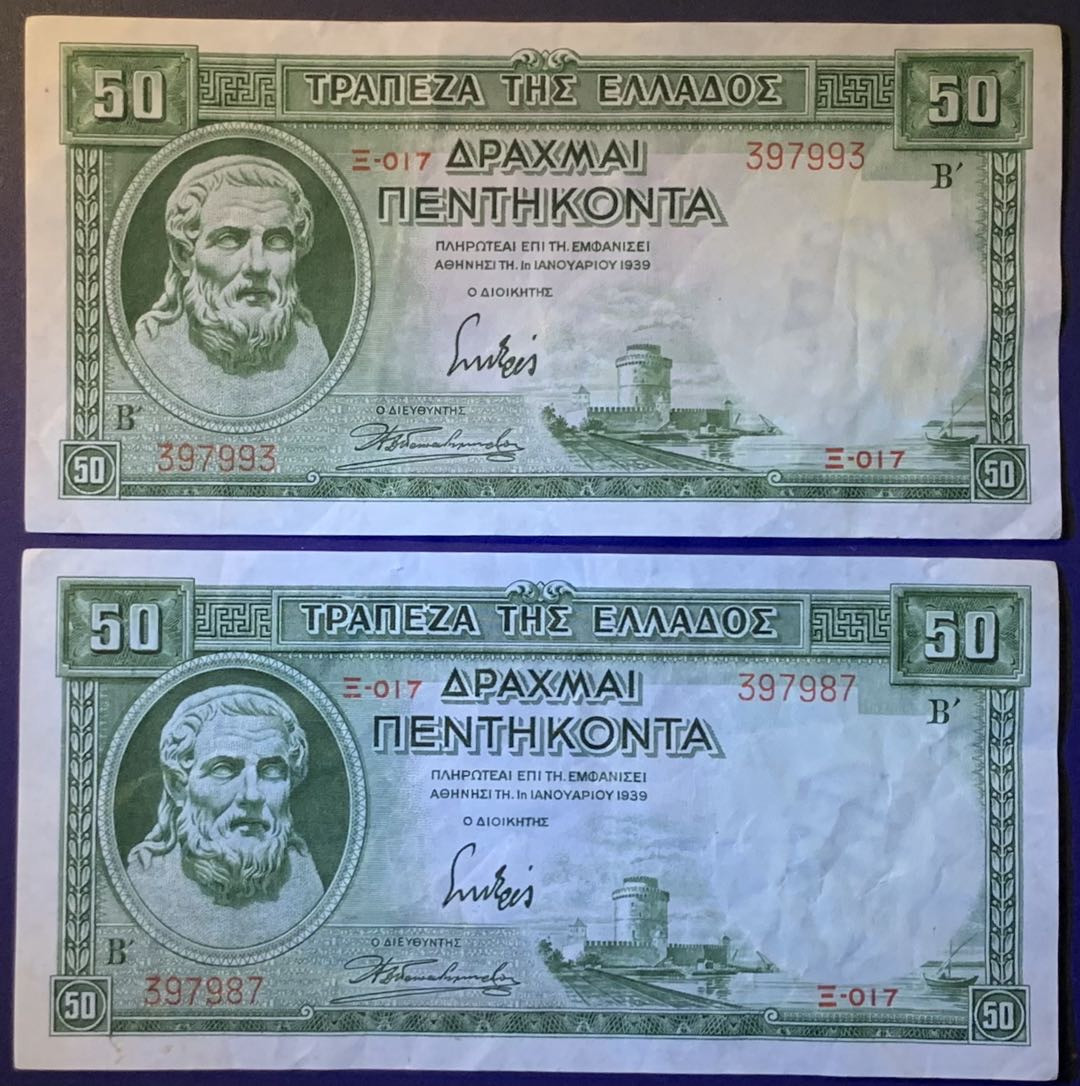 50 ΤΡΑΠΕΖΑ ΤΗΣ ΕΛΛΑΔΟΣ 50
Ξ-017 ΔΡΑΧΜΑΙ 397993
ΠΕΝΤΗΚΟΝΤΑ Β′
ΠΛΗΡΩΤΕΑΙ ΕΠΙ ΤΗ. ΕΜΦΑΝΙΣΕΙ
ΑΘΗΝΗΣΙ ΤΗ. 1η ΙΑΝΟΥΑΡΙΟΥ 1939
Ο ΔΙΟΙΚΗΤΗΣ
Β′ Ο ΔΙΕΥΘΥΝΤΗΣ
50 397993 Ξ-017 50
50 ΤΡΑΠΕΖΑ ΤΗΣ ΕΛΛΑΔΟΣ 50
Ξ-017 ΔΡΑΧΜΑΙ 397987
ΠΕΝΤΗΚΟΝΤΑ Β′
ΠΛΗΡΩΤΕΑΙ ΕΠΙ ΤΗ. ΕΜΦΑΝΙΣΕΙ
ΑΘΗΝΗΣΙ ΤΗ. 1η ΙΑΝΟΥΑΡΙΟΥ 1939
Ο ΔΙΟΙΚΗΤΗΣ
Β′ Ο ΔΙΕΥΘΥΝΤΗΣ
50 397987 Ξ-017 50